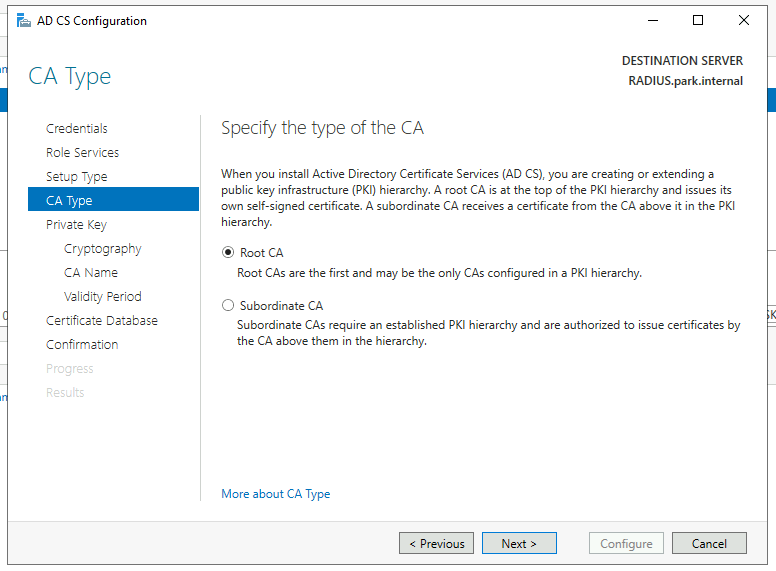 AD CS Configuration
CA Type
DESTINATION SERVER
RADIUS.park.internal
Credentials
Role Services
Setup Type
CA Type
Private Key
Cryptography
CA Name
Validity Period
Certificate Database
Confirmation
Progress
Results
Specify the type of the CA
When you install Active Directory Certificate Services (AD CS), you are creating or extending a
public key infrastructure (PKI) hierarchy. A root CA is at the top of the PKI hierarchy and issues its
own self-signed certificate. A subordinate CA receives a certificate from the CA above it in the PKI
hierarchy.
Root CA
Root CAs are the first and may be the only CAs configured in a PKI hierarchy.
Subordinate CA
Subordinate CAs require an established PKI hierarchy and are authorized to issue certificates by
the CA above them in the hierarchy.
More about CA Type
< Previous
Next >
Configure
Cancel